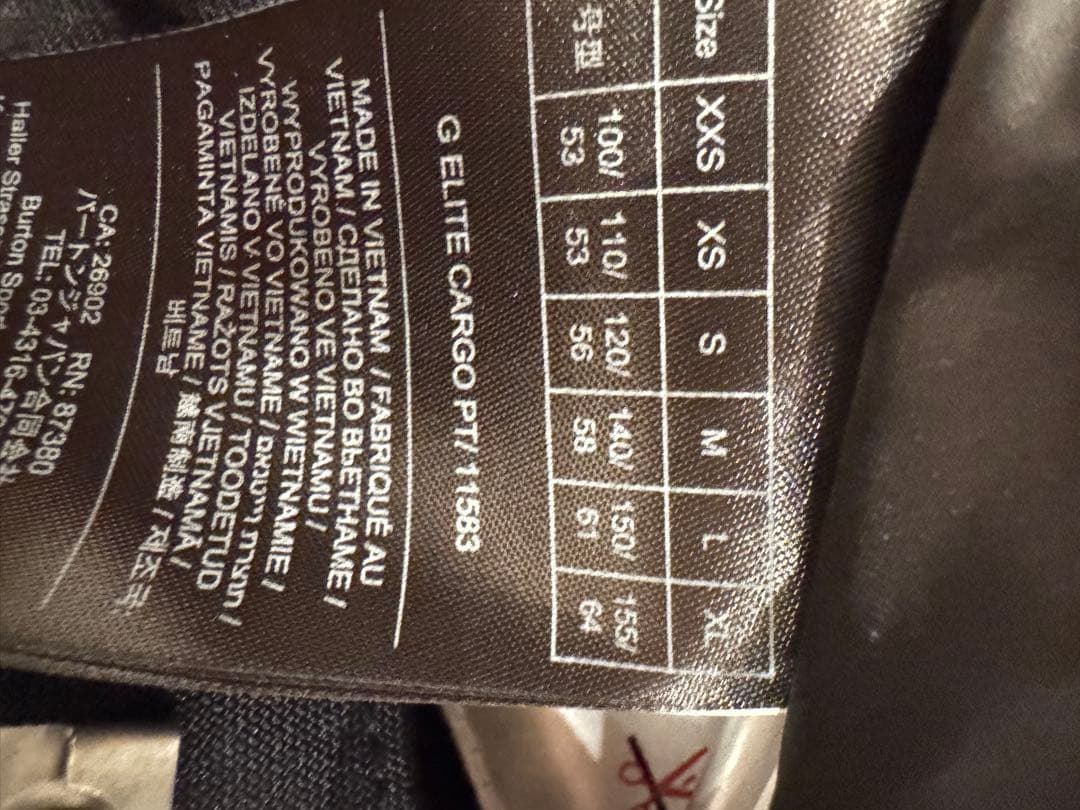 Size XXS XS S M L XL
号型 100/ 110/ 120/ 140/ 150/ 155/
53 53 56 58 61 64
G ELITE CARGO PT/ 11583
MADE IN VIETNAM / FABRIQUÉ AU
VIETNAM / СДЕЛАНО ВО ВЬЕТНАМЕ /
VYROBENO VE VIETNAMU /
WYPRODUKOWANO W WIETNAMIE /
VYROBENÉ VO VIETNAME / תוצרת וייטנאם /
IZDELANO V VIETNAMU / TOODETUD
VIETNAMIS / RAŽOTS VJETNAMĀ /
PAGAMINTA VIETNAME / 越南制造 / 제조국:
베트남
CA: 26902 RN: 87380
バートンジャパン合同会社
TEL: 03-4316-47
Burton Sport
Haller Strasse